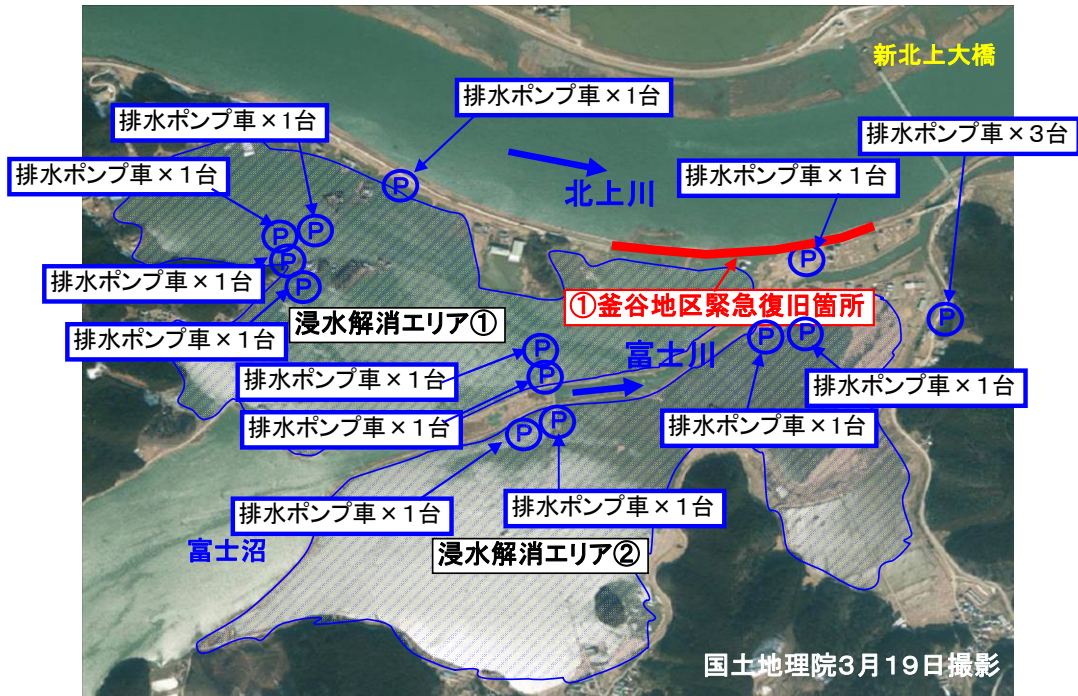 新北上大橋
排水ポンプ車×1台
排水ポンプ車×1台
排水ポンプ車×3台
排水ポンプ車×1台
排水ポンプ車×1台
北上川
P
P
P
P
P
P
排水ポンプ車×1台
①釜谷地区緊急復旧箇所
P
P
浸水解消エリア①
P
P
排水ポンプ車×1台
富士川
P
排水ポンプ車×1台
P
排水ポンプ車×1台
排水ポンプ車×1台
排水ポンプ車×1台
P
P
排水ポンプ車×1台
排水ポンプ車×1台
富士沼
浸水解消エリア②
国土地理院3月19日撮影